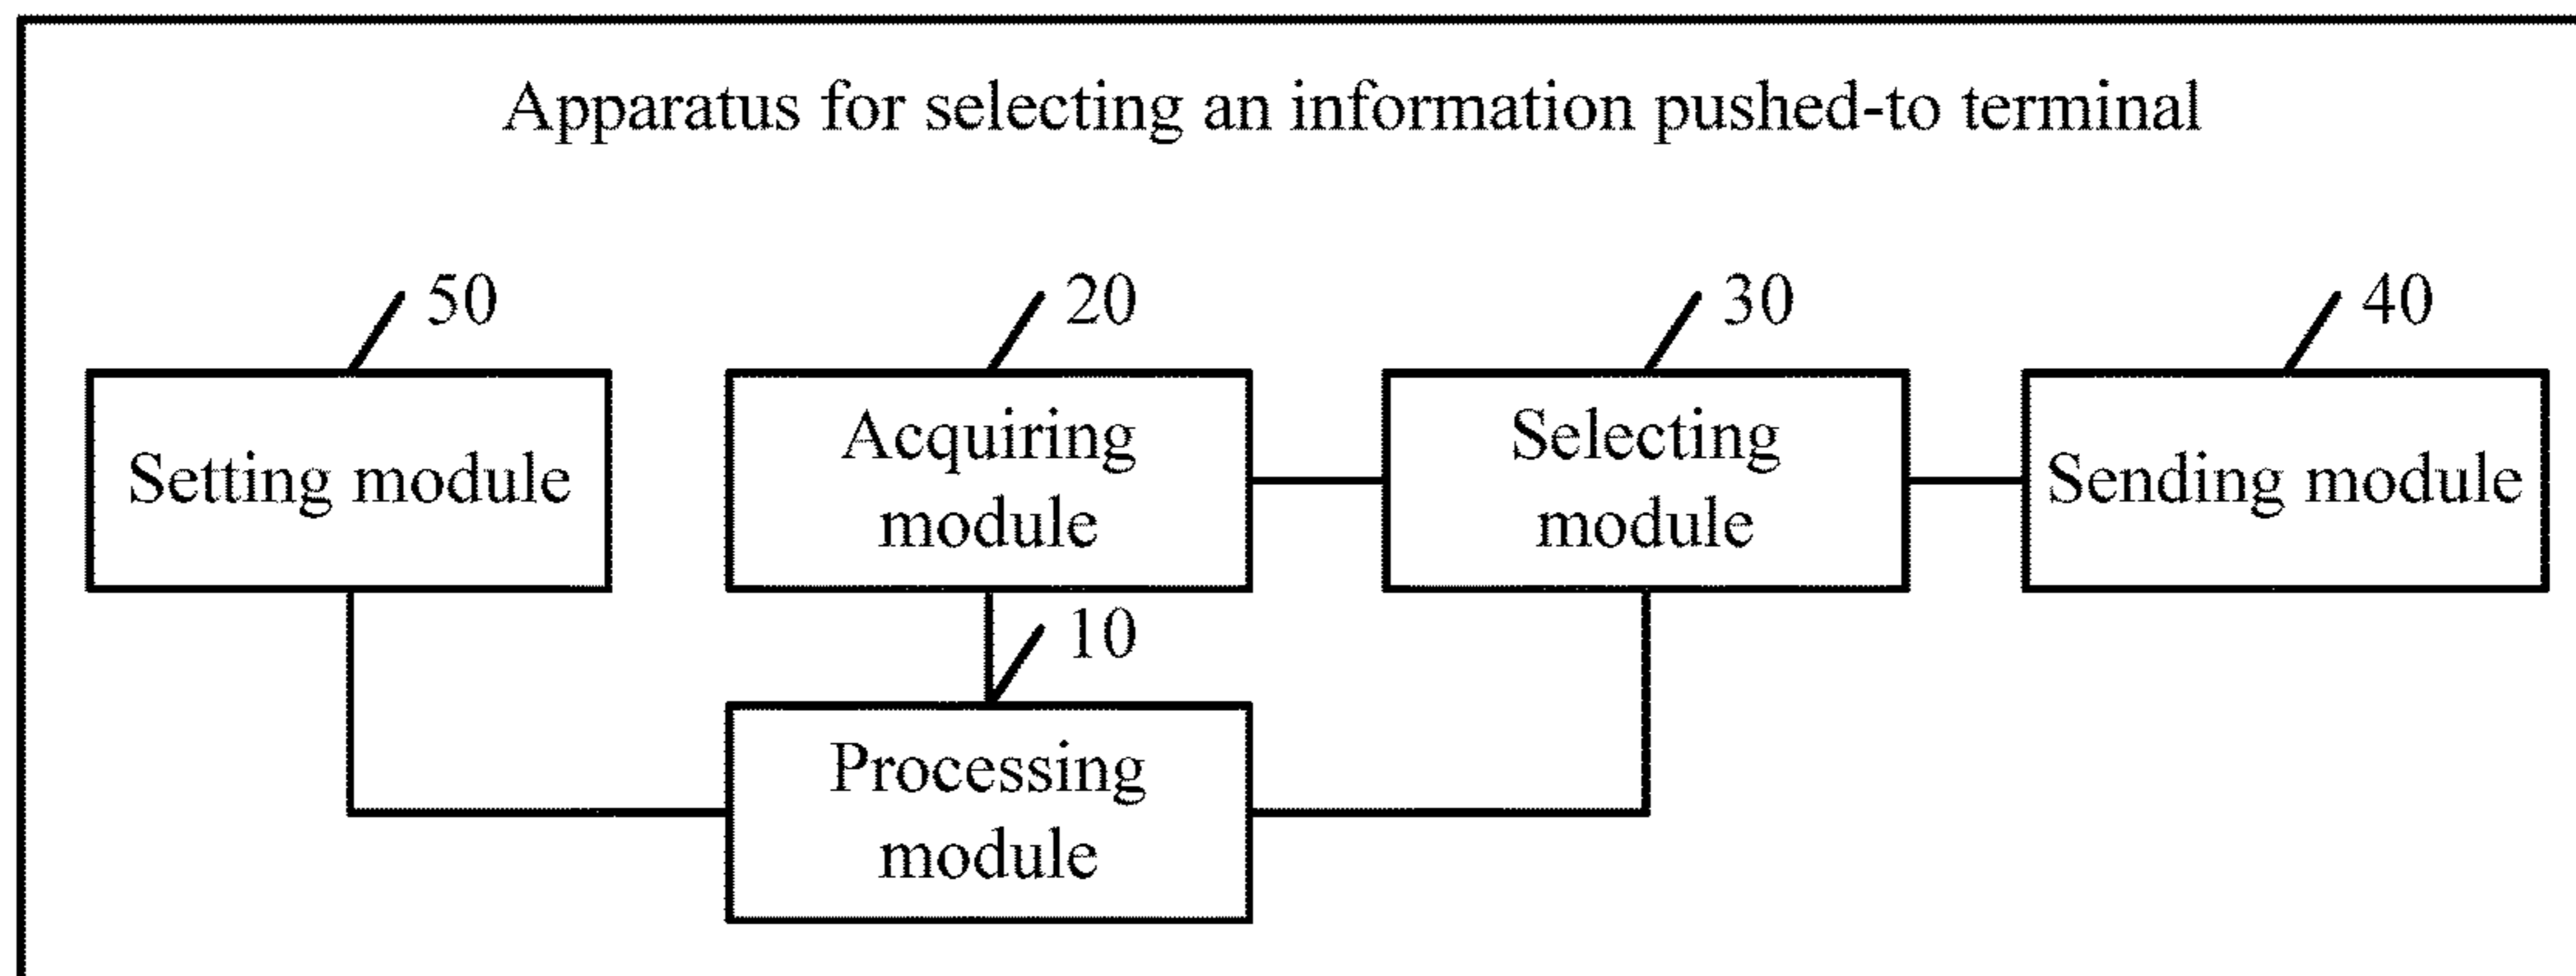 Apparatus for selecting an information pushed-to terminal
50
20
30
40
Setting module
Acquiring
module
Selecting
module
Sending module
10
Processing
module